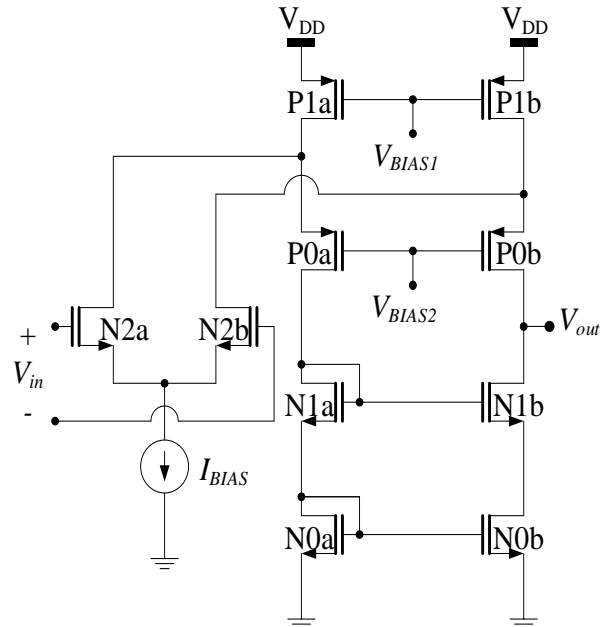 VDD VDD
P1a P1b
VBIAS1
P0a P0b
VBIAS2
+ N2a N2b Vout
Vin
- N1a N1b
IBIAS
N0a N0b